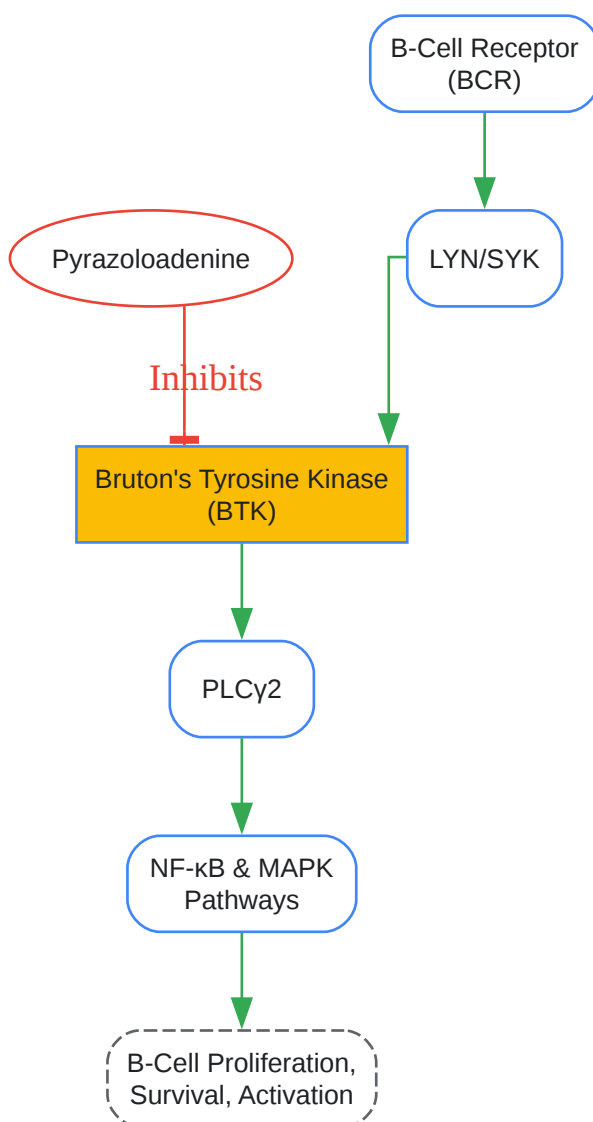 B-Cell Receptor
(BCR)
Pyrazoloadenine
LYN/SYK
Inhibits
Bruton's Tyrosine Kinase
(BTK)
PLCγ2
NF-κB & MAPK
Pathways
B-Cell Proliferation,
Survival, Activation